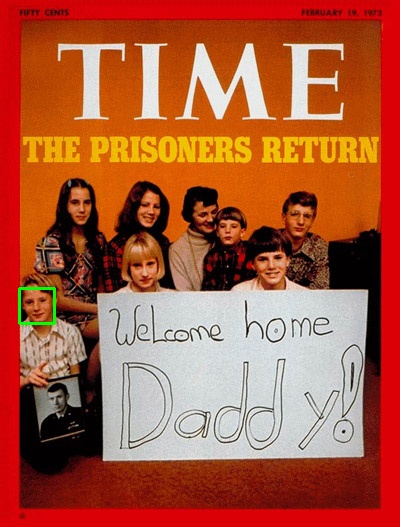 FIFTY CENTS
FEBRUARY 19, 1973
TIME
THE PRISONERS RETURN
Welcome home
Daddy!